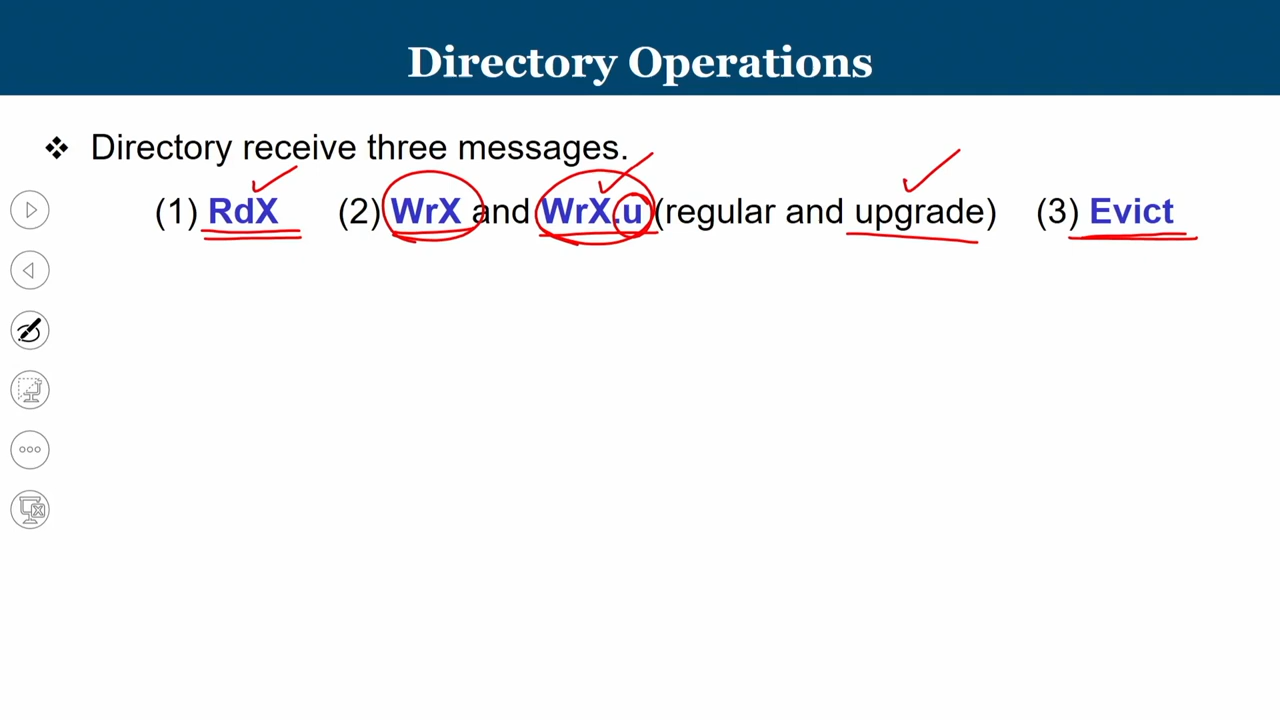 Directory Operations
❖ Directory receive three messages.
(1) RdX (2) WrX and WrX.u (regular and upgrade) (3) Evict